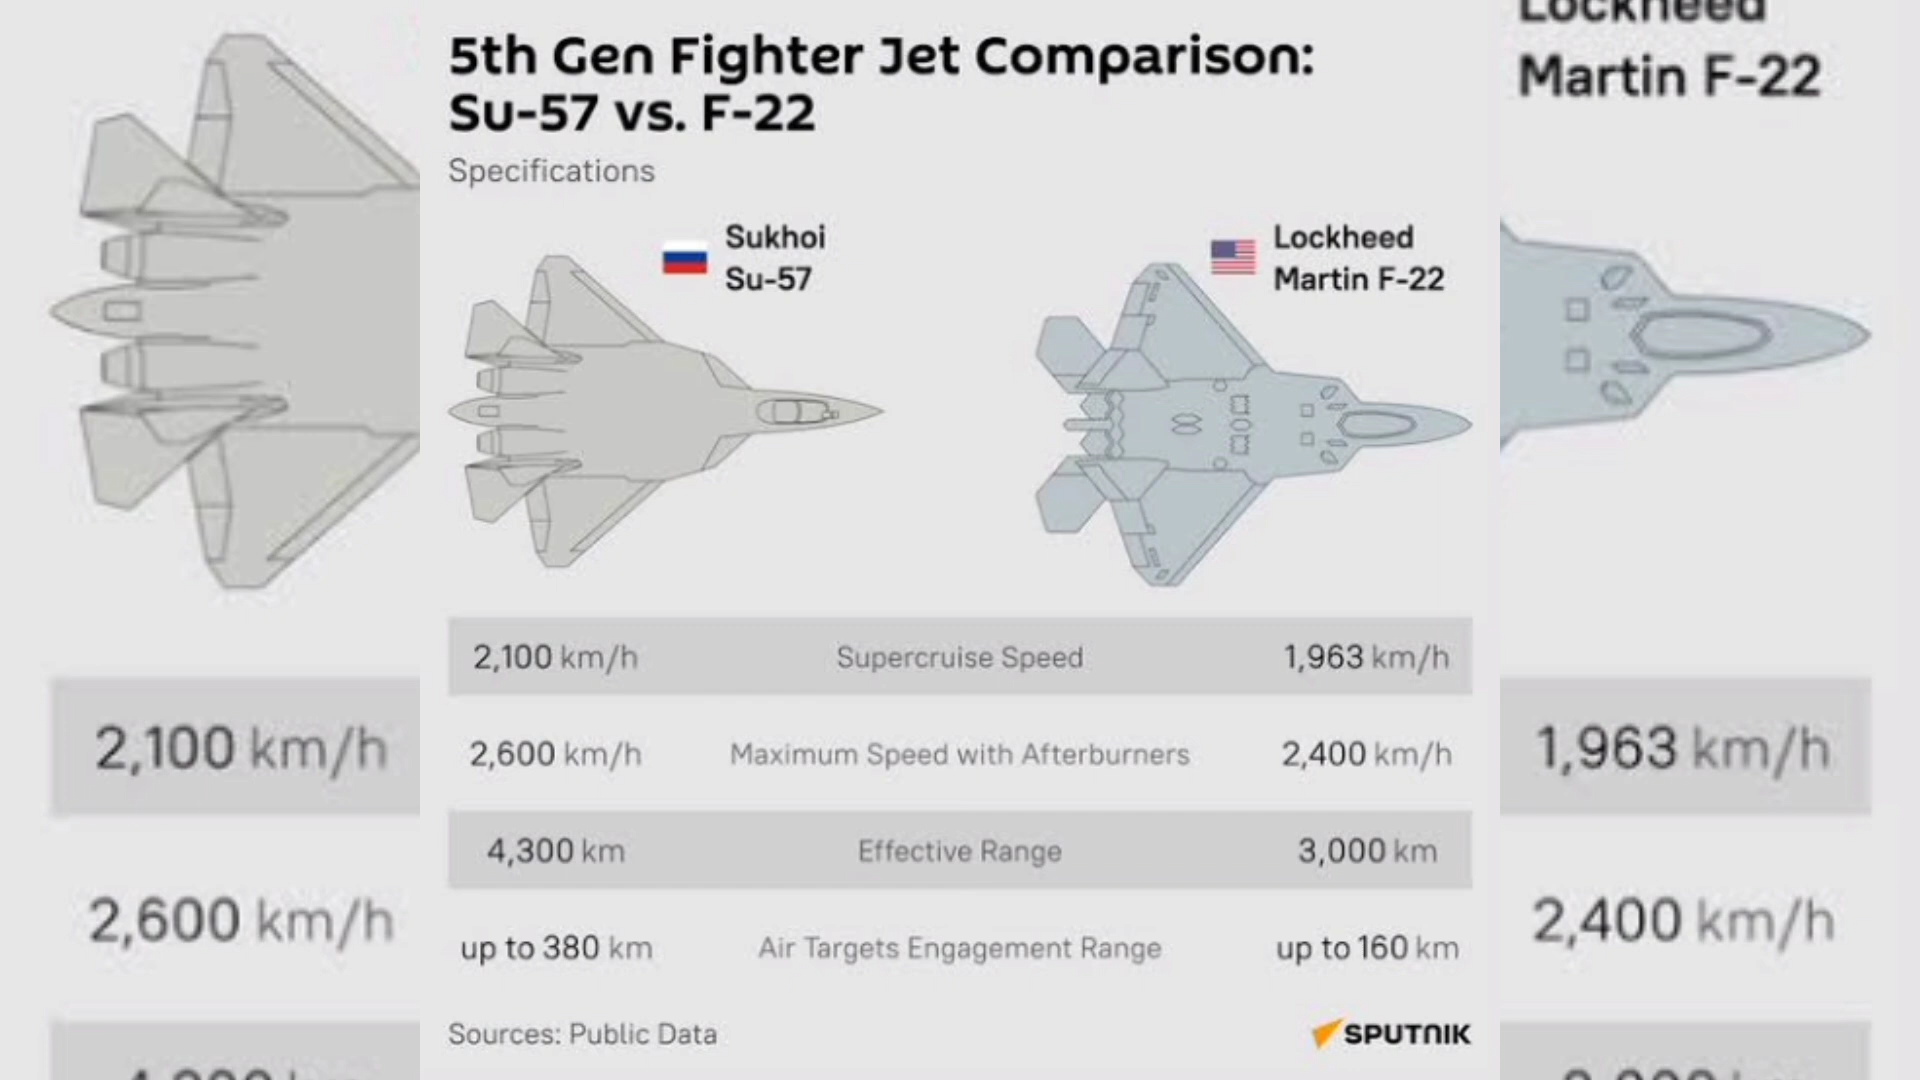 5th Gen Fighter Jet Comparison:
Su-57 vs. F-22
Specifications
Sukhoi
Su-57
Lockheed
Martin F-22
2,100 km/h Supercruise Speed 1,963 km/h
2,600 km/h Maximum Speed with Afterburners 2,400 km/h
4,300 km Effective Range 3,000 km
up to 380 km Air Targets Engagement Range up to 160 km
Sources: Public Data
SPUTNIK
2,100 km/h
2,600 km/h
Lockheed
Martin F-22
1,963 km/h
2,400 km/h